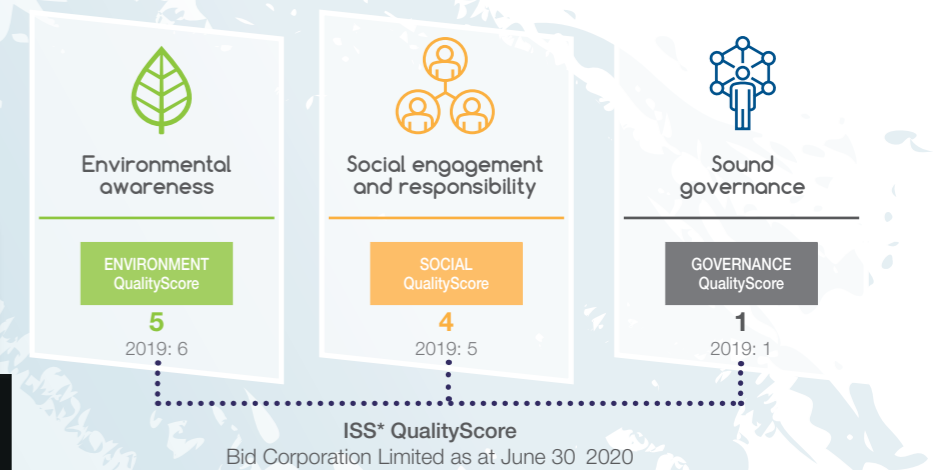 Environmental
awareness
Social engagement
and responsibility
Sound
governance
ENVIRONMENT
QualityScore
5
2019: 6
SOCIAL
QualityScore
4
2019: 5
GOVERNANCE
QualityScore
1
2019: 1
ISS* QualityScore
Bid Corporation Limited as at June 30 2020